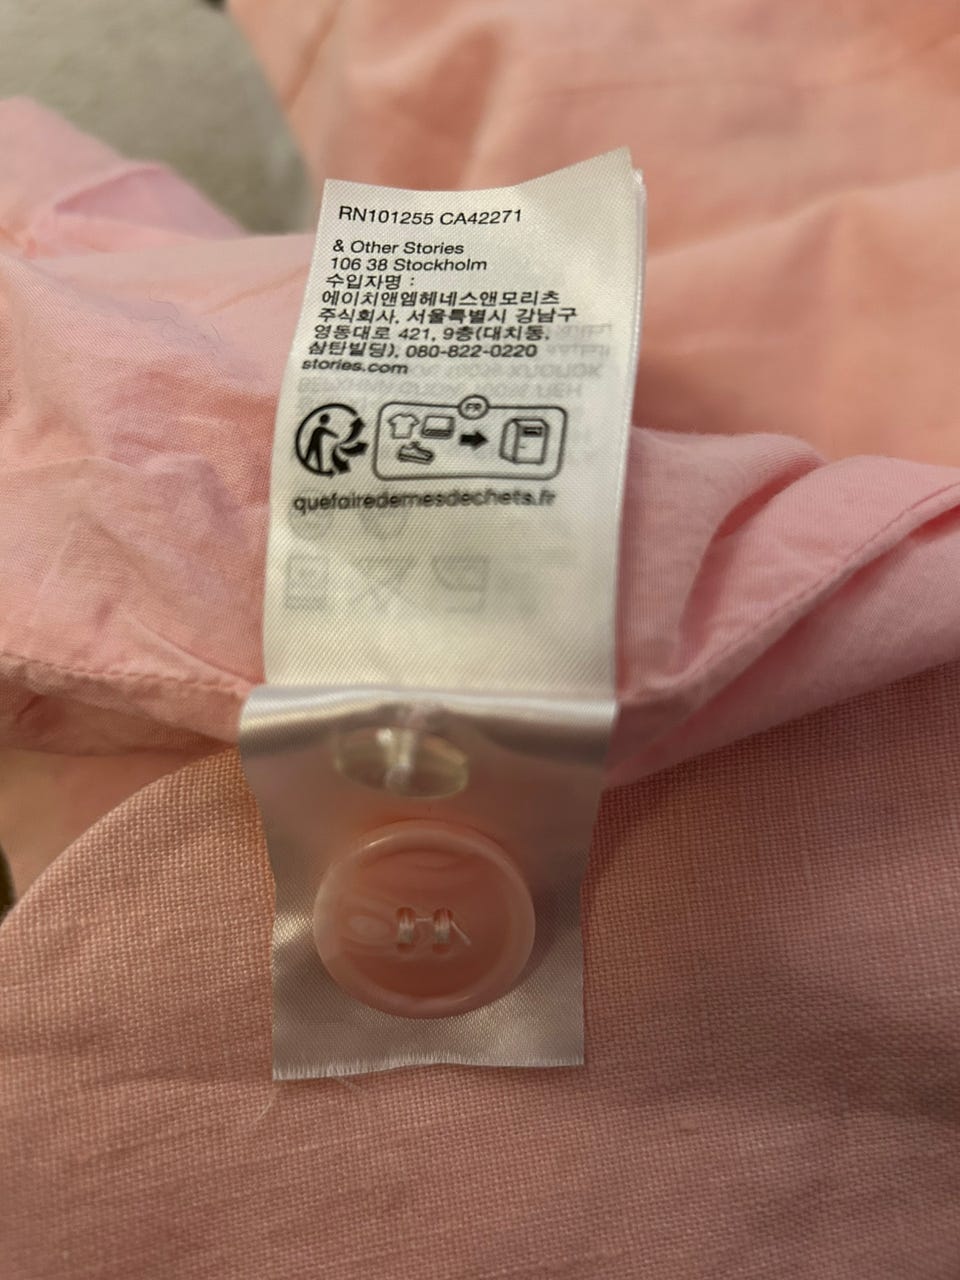 RN101255 CA42271
& Other Stories
106 38 Stockholm
수입자명 :
에이치앤엠헤네스앤모리츠
주식회사, 서울특별시 강남구
영동대로 421, 9층(대치동,
삼탄빌딩), 080-822-0220
stories.com
FR
quefairedemesdechets.fr